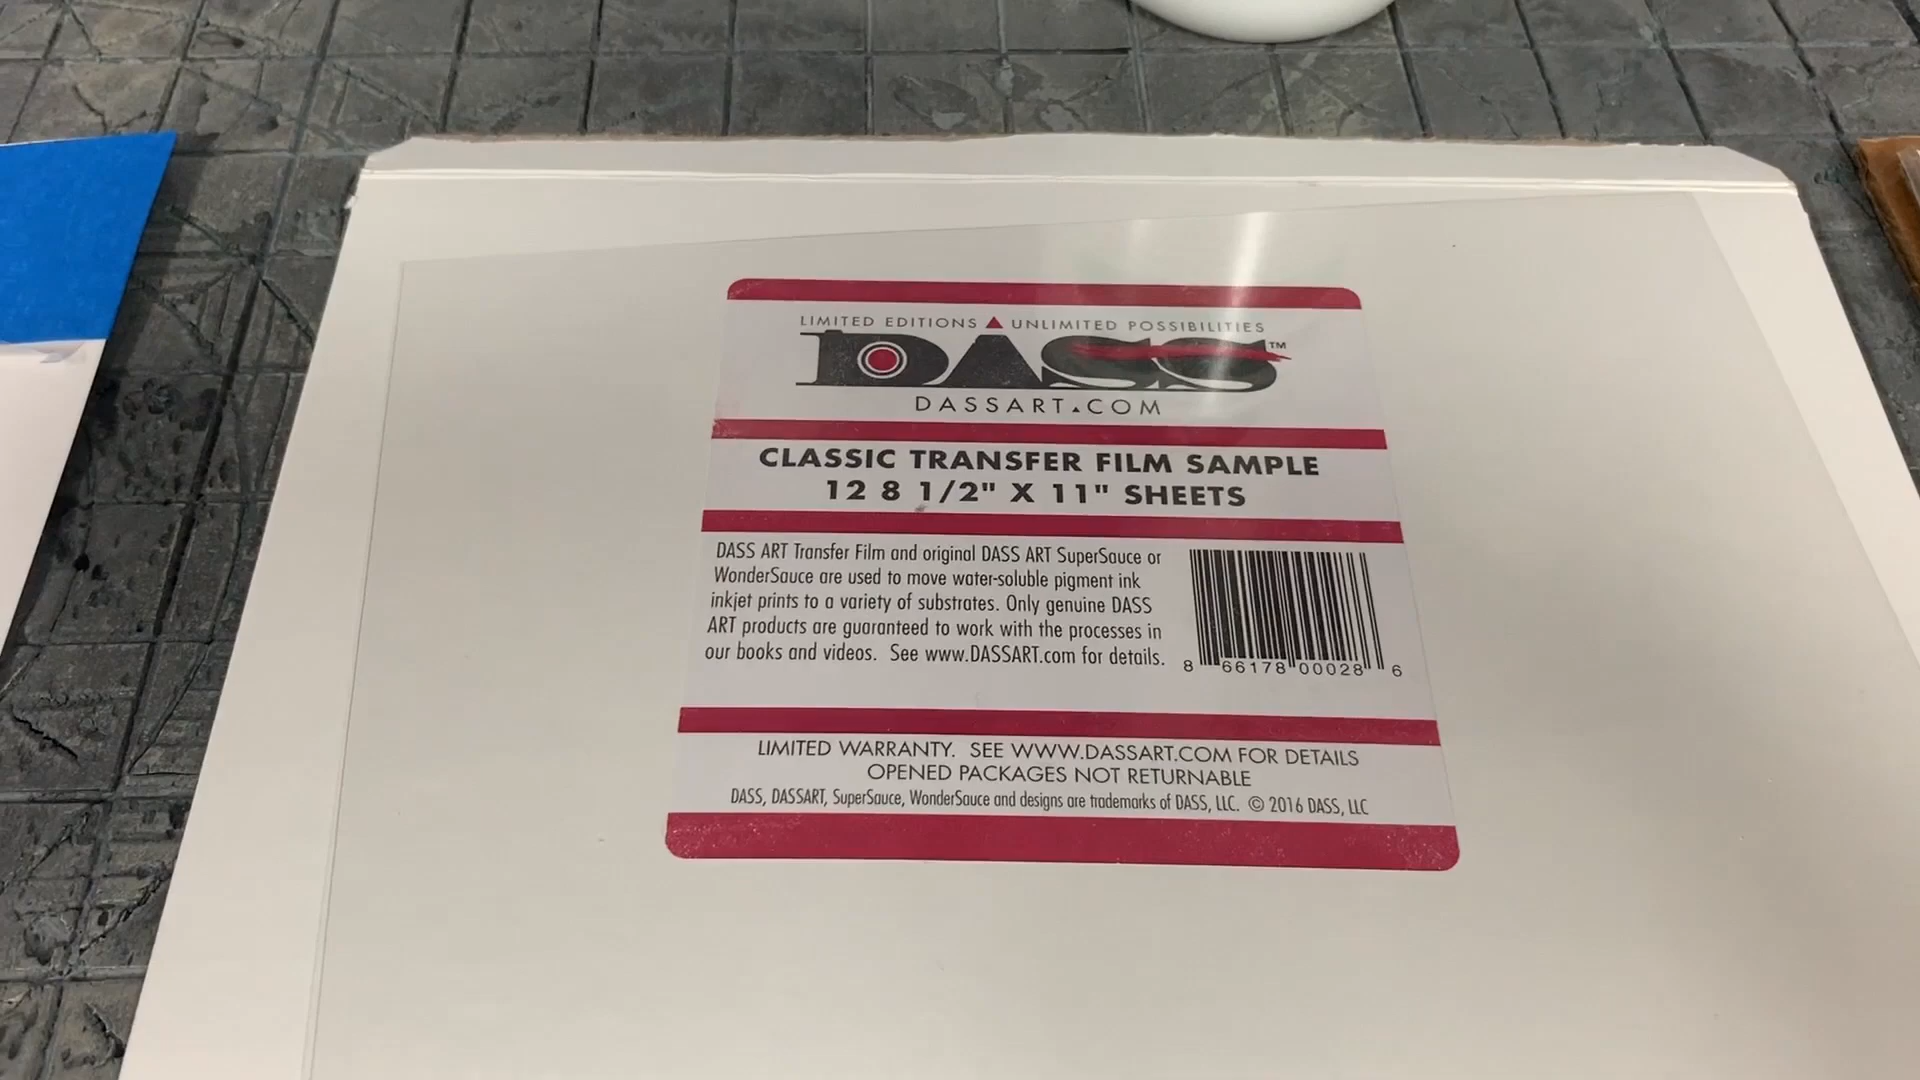 LIMITED EDITIONS ▲ UNLIMITED POSSIBILITIES
DASS™
DASSART▲COM
CLASSIC TRANSFER FILM SAMPLE
12 8 1/2" X 11" SHEETS
DASS ART Transfer Film and original DASS ART SuperSauce or
WonderSauce are used to move water-soluble pigment ink
inkjet prints to a variety of substrates. Only genuine DASS
ART products are guaranteed to work with the processes in
our books and videos. See www.DASSART.com for details.
8 66178 00028 6
LIMITED WARRANTY. SEE WWW.DASSART.COM FOR DETAILS
OPENED PACKAGES NOT RETURNABLE
DASS, DASSART, SuperSauce, WonderSauce and designs are trademarks of DASS, LLC. © 2016 DASS, LLC